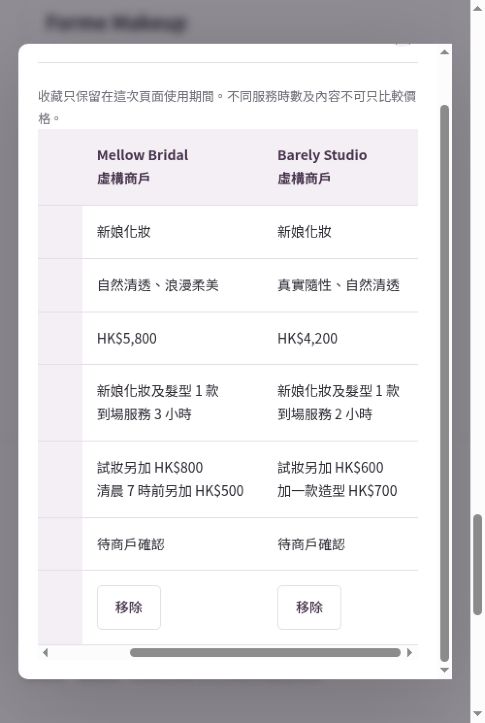 Forme Makeup
收藏只保留在這次頁面使用期間。不同服務時數及內容不可只比較價
格。
Mellow Bridal
虛構商戶
Barely Studio
虛構商戶
新娘化妝
新娘化妝
自然清透、浪漫柔美
真實隨性、自然清透
HK$5,800
HK$4,200
新娘化妝及髮型 1 款
到場服務 3 小時
新娘化妝及髮型 1 款
到場服務 2 小時
試妝另加 HK$800
清晨 7 時前另加 HK$500
試妝另加 HK$600
加一款造型 HK$700
待商戶確認
待商戶確認
移除
移除